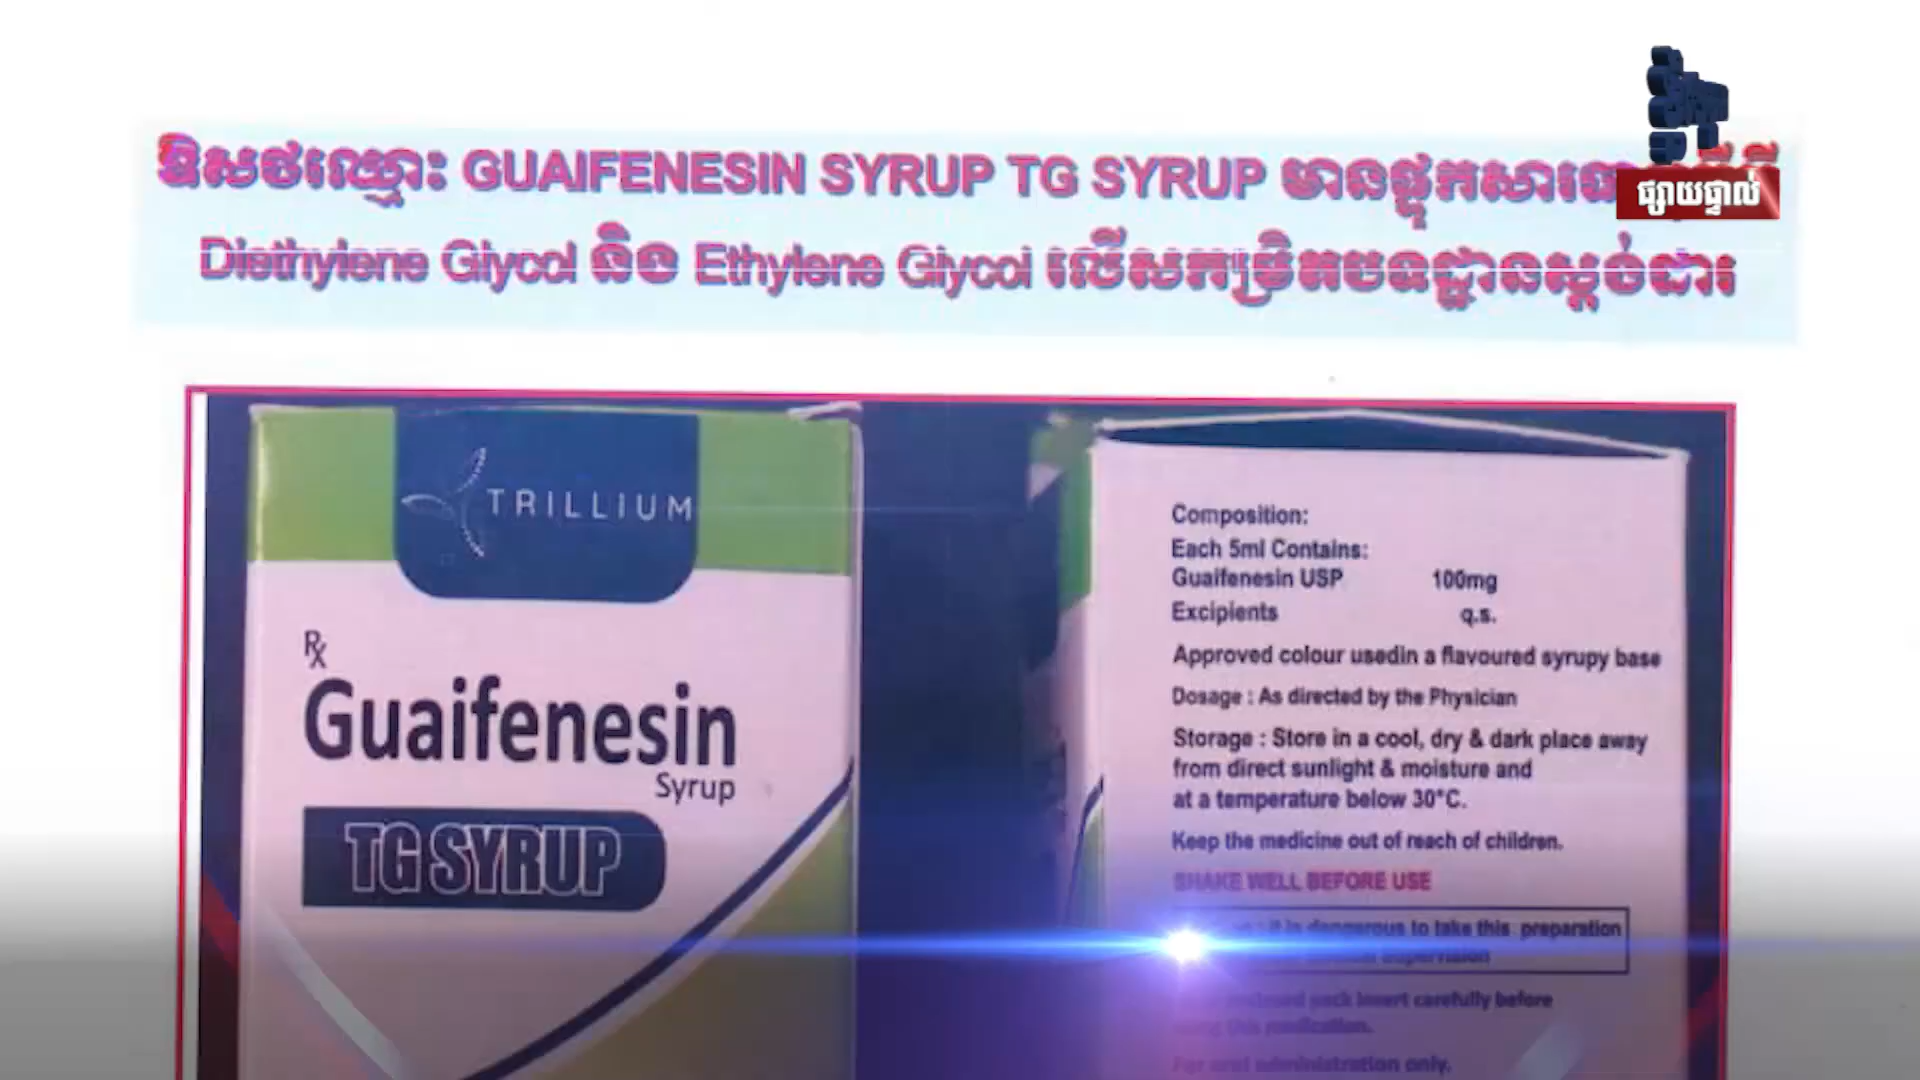 ឱសថឈ្មោះ GUAIFENESIN SYRUP TG SYRUP មានផ្ទុកសារធាតុ
ផ្សាយផ្ទាល់
Diethylene Glycol និង Ethylene Glycol លើសកម្រិតបទដ្ឋានស្តង់ដារ
TRILLIUM
Rx
Guaifenesin
Syrup
TG SYRUP
Composition:
Each 5ml Contains:
Guaifenesin USP 100mg
Excipients q.s.
Approved colour usedin a flavoured syrupy base
Dosage : As directed by the Physician
Storage : Store in a cool, dry & dark place away
from direct sunlight & moisture and
at a temperature below 30°C.
Keep the medicine out of reach of children.
SHAKE WELL BEFORE USE
it is dangerous to take this preparation
supervision
pack insert carefully before
this medication.
For oral administration only.